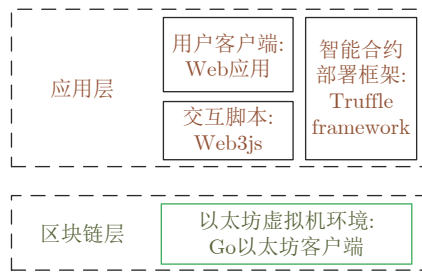 应用层
用户客户端:
Web应用
交互脚本:
Web3js
智能合约
部署框架:
Truffle
framework
区块链层
以太坊虚拟机环境:
Go以太坊客户端